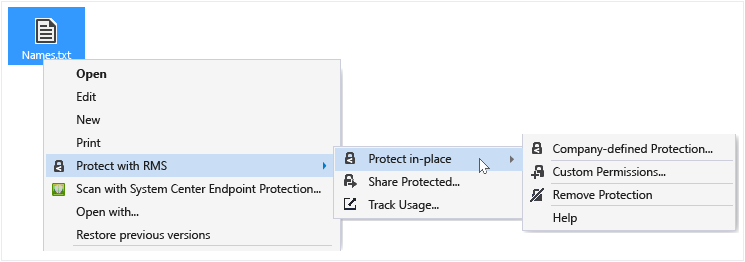 Names.txt
Open
Edit
New
Print
Protect with RMS
Scan with System Center Endpoint Protection...
Open with...
Restore previous versions
Protect in-place
Share Protected...
Track Usage...
Company-defined Protection...
Custom Permissions...
Remove Protection
Help